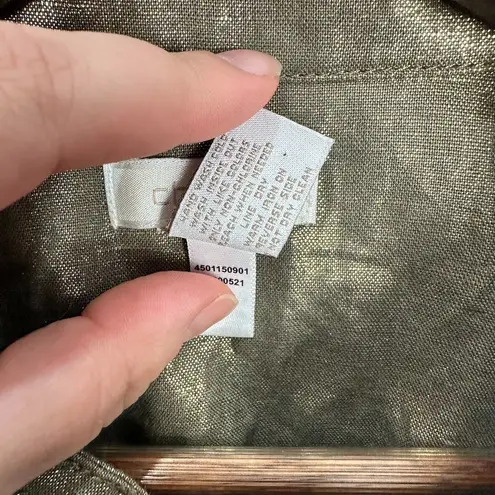 HAND WASH COLD
WASH INSIDE OUT
WITH LIKE COLORS
ONLY NON-CHLORINE
BLEACH WHEN NEEDED
LINE DRY
WARM IRON ON
REVERSE SIDE
NOT DRY CLEAN
4501150901
00521